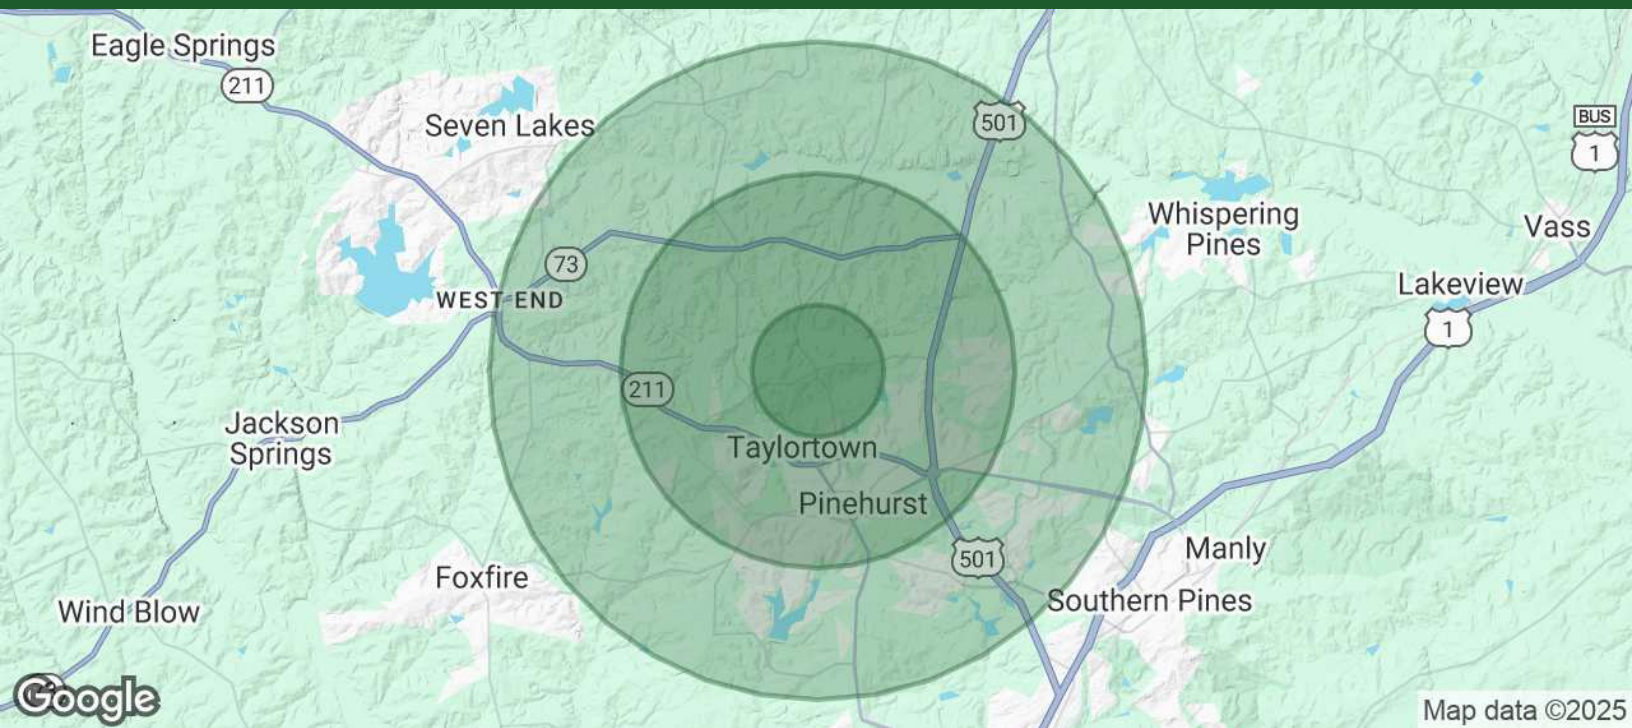 Eagle Springs
211
Seven Lakes
501
BUS
1
Whispering
Pines
Vass
73
WEST END
Lakeview
1
211
Jackson
Springs
Taylortown
Pinehurst
501
Manly
Foxfire
Southern Pines
Wind Blow
Google
Map data ©2025